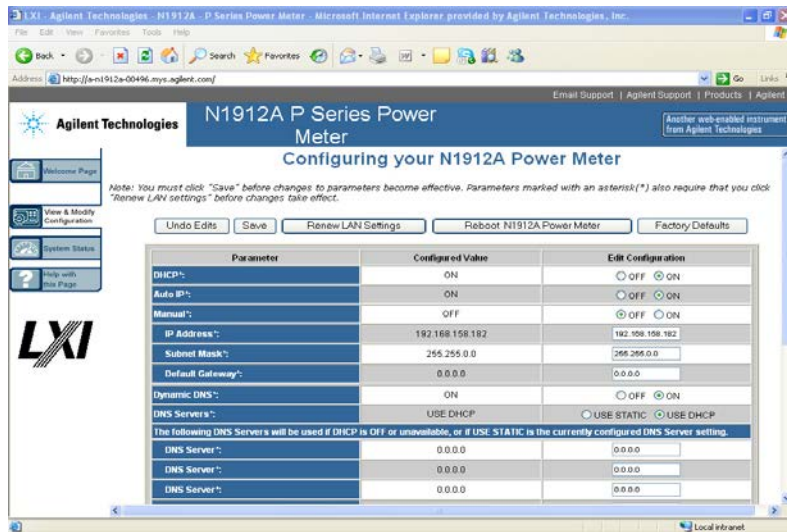 LXI - Agilent Technologies - N1912A - P Series Power Meter - Microsoft Internet Explorer provided by Agilent Technologies, Inc.
File Edit View Favorites Tools Help
Back Search Favorites
Address http://a-n1912a-00496.mys.agilent.com/ Go Links
Email Support | Agilent Support | Products | Agilent
Agilent Technologies
N1912A P Series Power Meter
Another web-enabled instrument
from Agilent Technologies
Welcome Page
View & Modify
Configuration
System Status
Help with
this Page
LXI
Configuring your N1912A Power Meter
Note: You must click "Save" before changes to parameters become effective. Parameters marked with an asterisk(*) also require that you click
"Renew LAN settings" before changes take effect.
Undo Edits Save Renew LAN Settings Reboot N1912A Power Meter Factory Defaults
Parameter Configured Value Edit Configuration
DHCP*: ON OFF ON
Auto IP*: ON OFF ON
Manual*: OFF OFF ON
IP Address*: 192.168.158.182 192.168.158.182
Subnet Mask*: 255.255.0.0 255.255.0.0
Default Gateway*: 0.0.0.0 0.0.0.0
Dynamic DNS*: ON OFF ON
DNS Servers*: USE DHCP USE STATIC USE DHCP
The following DNS Servers will be used if DHCP is OFF or unavailable, or if USE STATIC is the currently configured DNS Server setting.
DNS Server*: 0.0.0.0 0.0.0.0
DNS Server*: 0.0.0.0 0.0.0.0
DNS Server*: 0.0.0.0 0.0.0.0
Local intranet